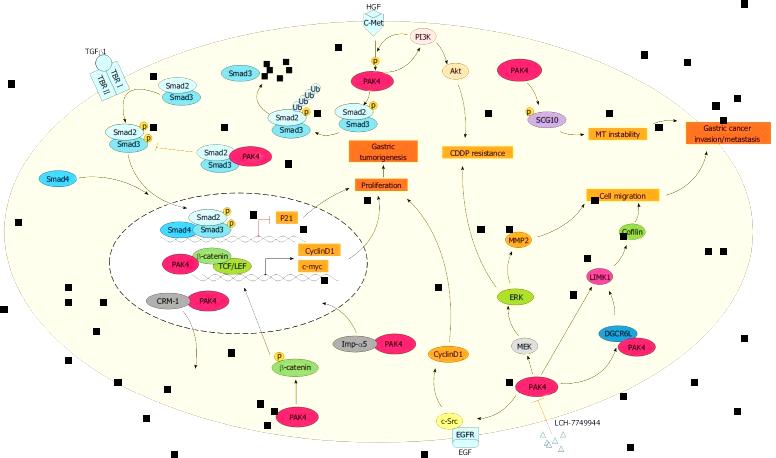 HGF
C-Met
PI3K
TGFβ1
TBR I
TBR II
P
PAK4
Akt
PAK4
Smad3
Smad2
Smad3
Ub
Ub
Ub
Ub
Smad2
P
Smad3
Smad2
P
Smad3
P
SCG10
MT instability
Gastric cancer
invasion/metastasis
Smad2
P
Smad3
P
Smad2
Smad3
PAK4
Gastric
tumorigenesis
CDDP resistance
Smad4
Proliferation
Cell migration
Smad2
P
Smad4
Smad3
P
P21
Cofilin
MMP2
CyclinD1
c-myc
β-catenin
PAK4
TCF/LEF
LIMK1
CRM-1
PAK4
ERK
DGCR6L
PAK4
Imp-α5
PAK4
CyclinD1
MEK
P
β-catenin
PAK4
PAK4
c-Src
EGFR
EGF
LCH-7749944